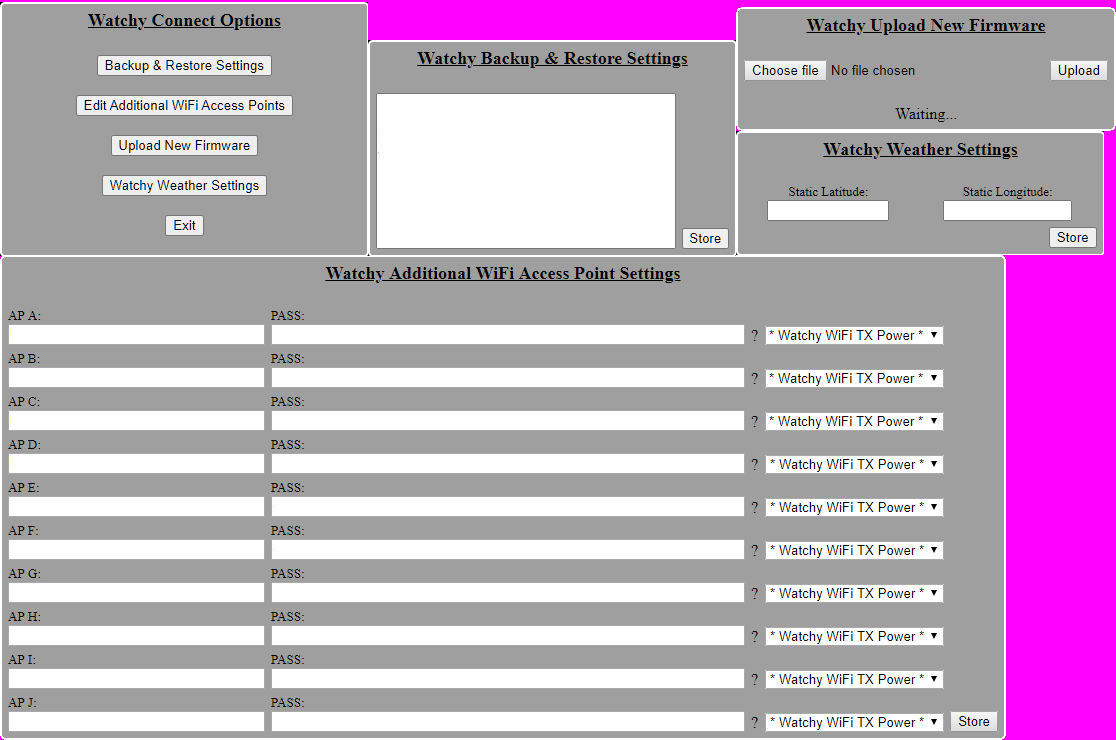 Watchy Connect Options
Backup & Restore Settings
Edit Additional WiFi Access Points
Upload New Firmware
Watchy Weather Settings
Exit
Watchy Backup & Restore Settings
Store
Watchy Upload New Firmware
Choose file No file chosen Upload
Waiting...
Watchy Weather Settings
Static Latitude: Static Longitude:
Store
Watchy Additional WiFi Access Point Settings
AP A: PASS:
? * Watchy WiFi TX Power *
AP B: PASS:
? * Watchy WiFi TX Power *
AP C: PASS:
? * Watchy WiFi TX Power *
AP D: PASS:
? * Watchy WiFi TX Power *
AP E: PASS:
? * Watchy WiFi TX Power *
AP F: PASS:
? * Watchy WiFi TX Power *
AP G: PASS:
? * Watchy WiFi TX Power *
AP H: PASS:
? * Watchy WiFi TX Power *
AP I: PASS:
? * Watchy WiFi TX Power *
AP J: PASS:
? * Watchy WiFi TX Power * Store